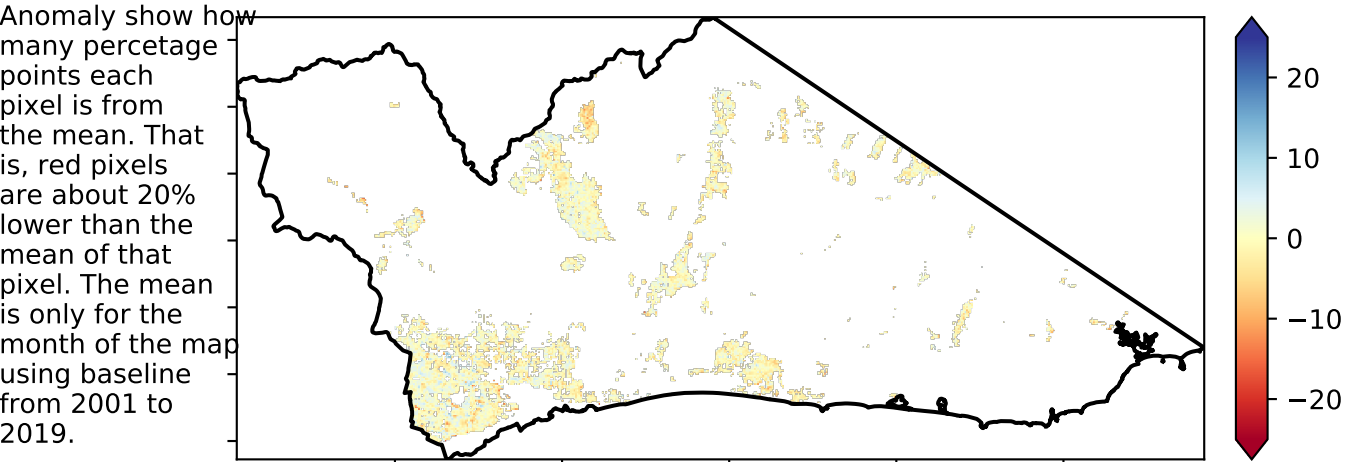 Anomaly show how
many percetage
points each
pixel is from
the mean. That
is, red pixels
are about 20%
lower than the
mean of that
pixel. The mean
is only for the
month of the map
using baseline
from 2001 to
2019.
20
10
0
−10
−20